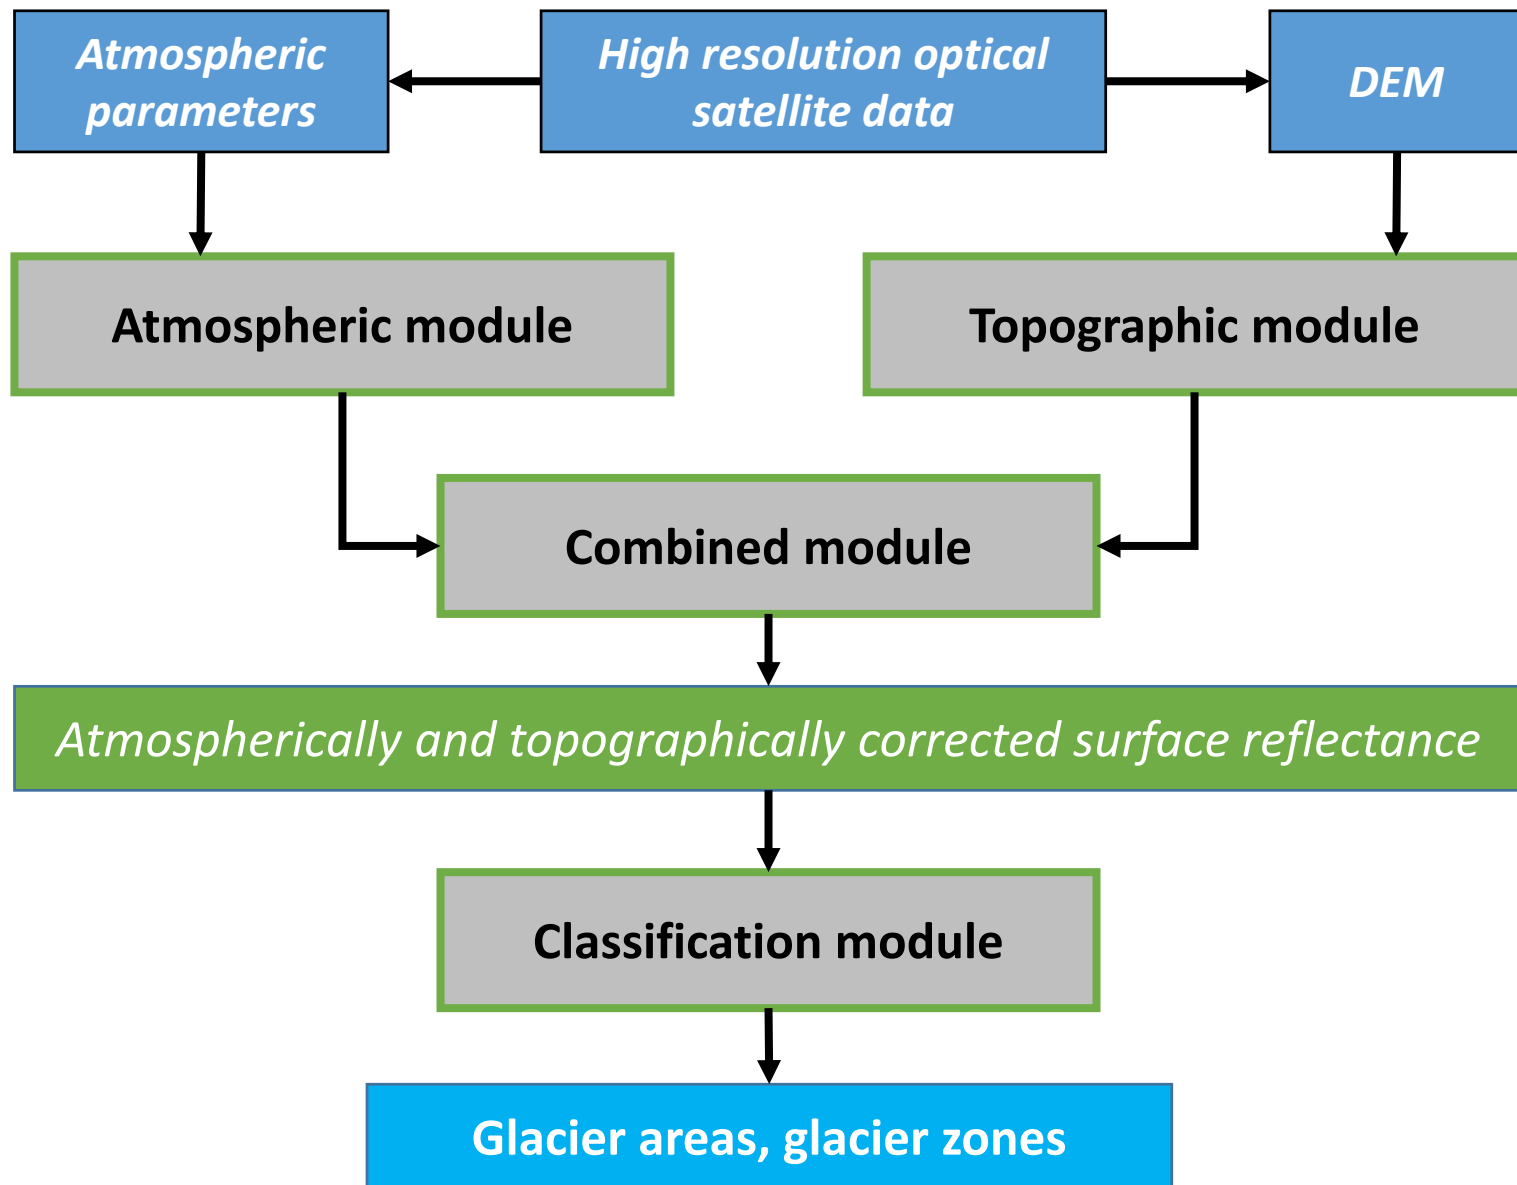 Atmospheric
parameters
High resolution optical
satellite data
DEM
Atmospheric module
Topographic module
Combined module
Atmospherically and topographically corrected surface reflectance
Classification module
Glacier areas, glacier zones